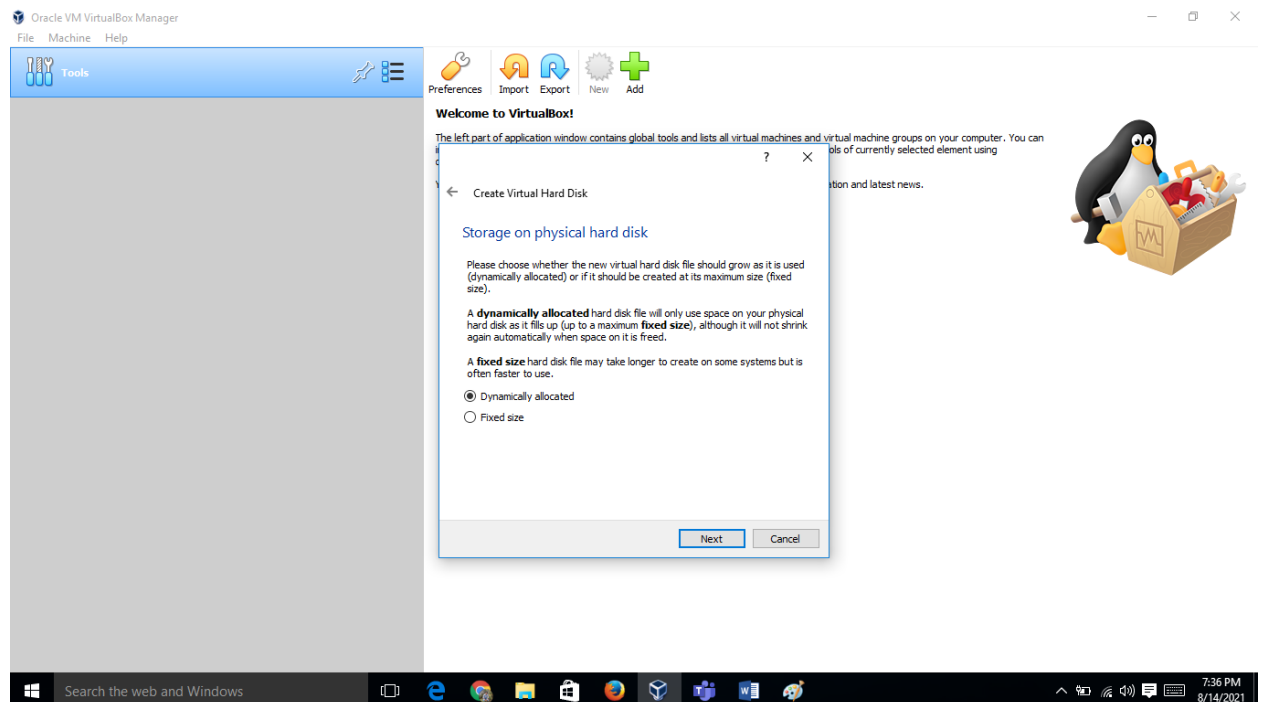 Oracle VM VirtualBox Manager
File Machine Help
Tools
Preferences Import Export New Add
Welcome to VirtualBox!
The left part of application window contains global tools and lists all virtual machines and virtual machine groups on your computer. You can
ols of currently selected element using
ation and latest news.
?
Create Virtual Hard Disk
Storage on physical hard disk
Please choose whether the new virtual hard disk file should grow as it is used
(dynamically allocated) or if it should be created at its maximum size (fixed
size).
A dynamically allocated hard disk file will only use space on your physical
hard disk as it fills up (up to a maximum fixed size), although it will not shrink
again automatically when space on it is freed.
A fixed size hard disk file may take longer to create on some systems but is
often faster to use.
Dynamically allocated
Fixed size
Next Cancel
Search the web and Windows
7:36 PM
8/14/2021